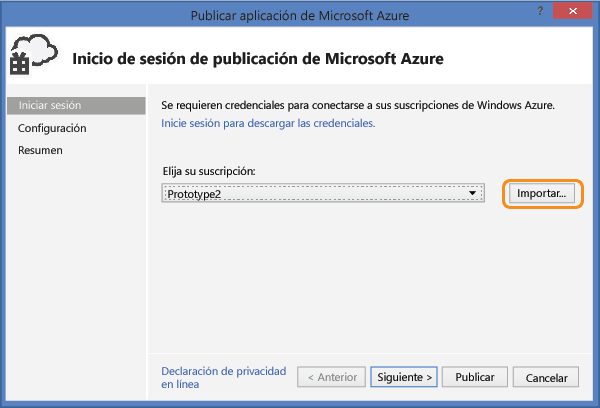 Publicar aplicación de Microsoft Azure
?
Inicio de sesión de publicación de Microsoft Azure
Iniciar sesión
Configuración
Resumen
Se requieren credenciales para conectarse a sus suscripciones de Windows Azure.
Inicie sesión para descargar las credenciales.
Elija su suscripción:
Prototype2
Importar...
Declaración de privacidad
en línea
< Anterior
Siguiente >
Publicar
Cancelar